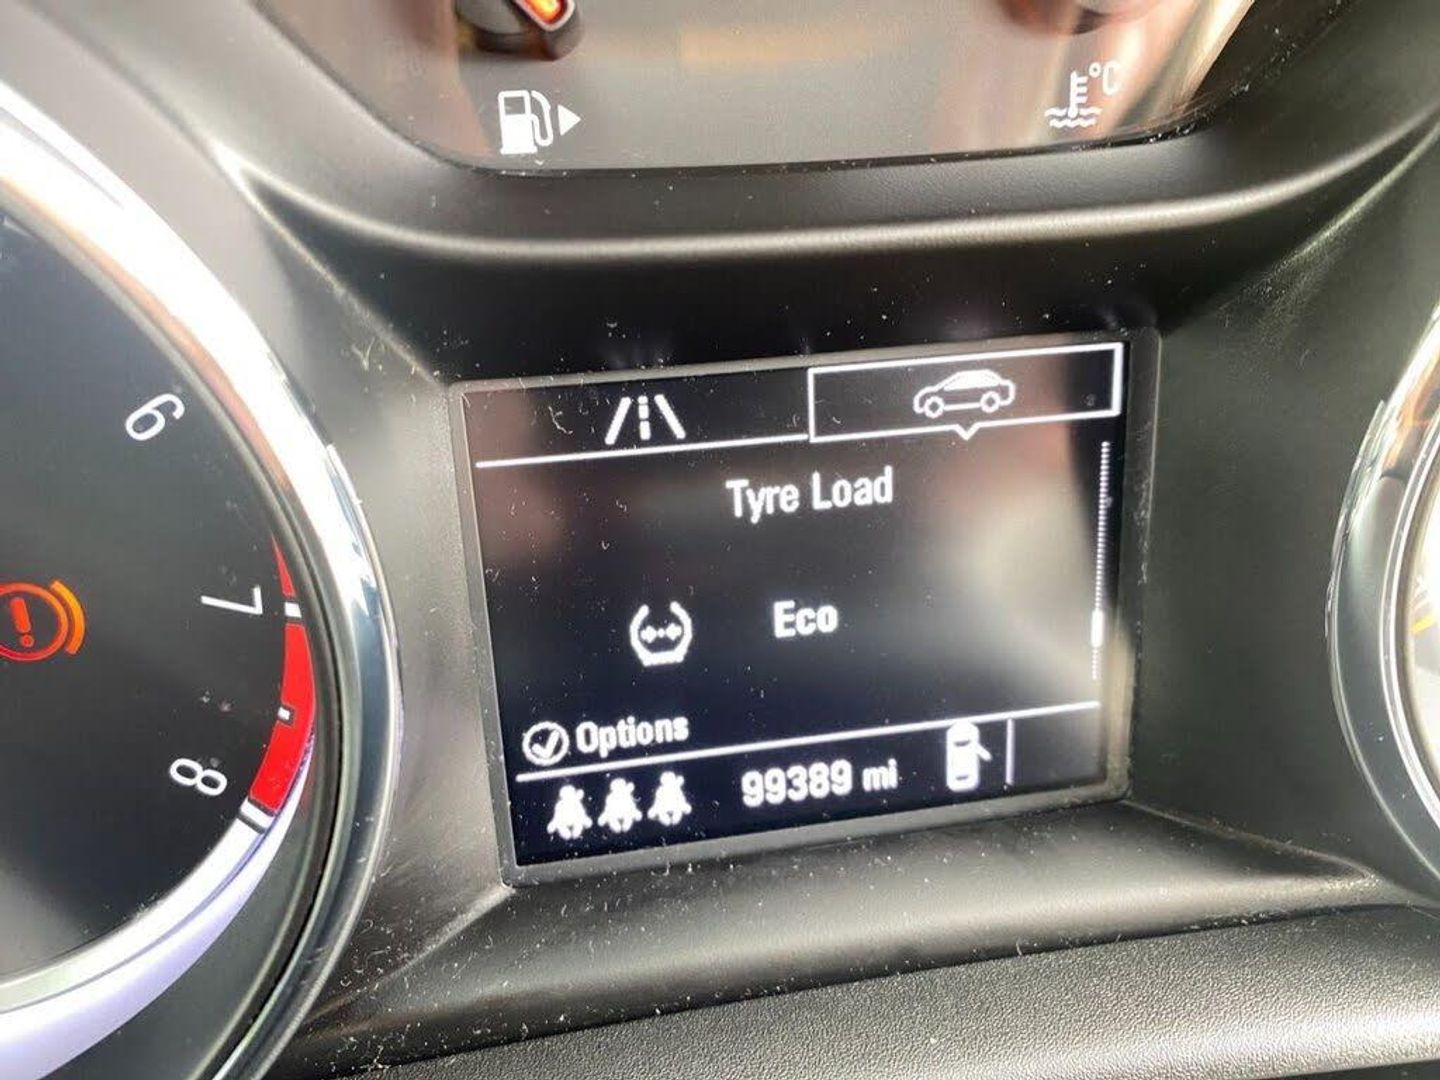 °C
6
7
8
!
Tyre Load
Eco
Options
99389 mi